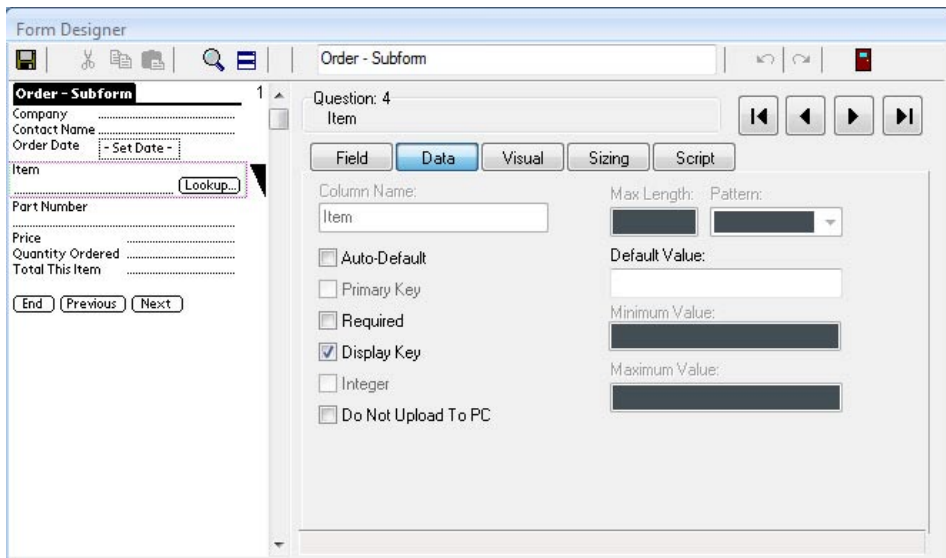 Form Designer
Order - Subform
Order - Subform 1
Company
Contact Name
Order Date - Set Date -
Item
Lookup...
Part Number
Price
Quantity Ordered
Total This Item
End Previous Next
Question: 4
Item
Field Data Visual Sizing Script
Column Name: Max Length: Pattern:
Item
Auto-Default Default Value:
Primary Key
Required Minimum Value:
Display Key
Integer Maximum Value:
Do Not Upload To PC